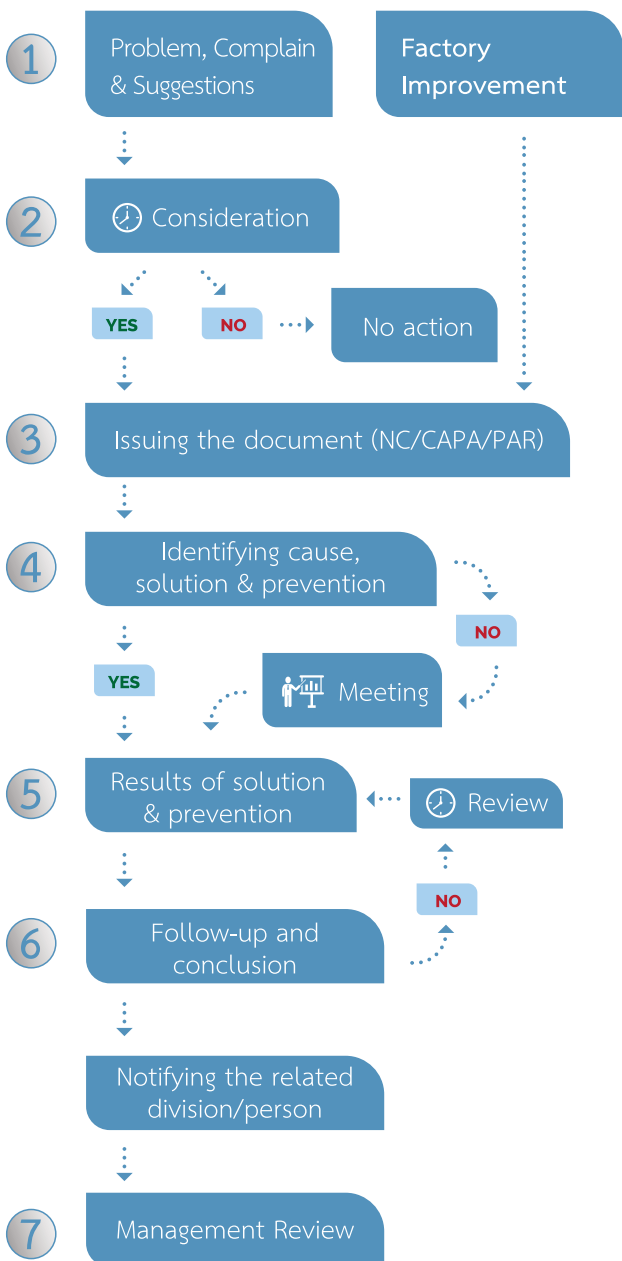 1
Problem, Complain
& Suggestions
Factory
Improvement
2
Consideration
YES
NO
No action
3
Issuing the document (NC/CAPA/PAR)
4
Identifying cause,
solution & prevention
NO
YES
Meeting
5
Results of solution
& prevention
Review
NO
6
Follow-up and
conclusion
Notifying the related
division/person
7
Management Review